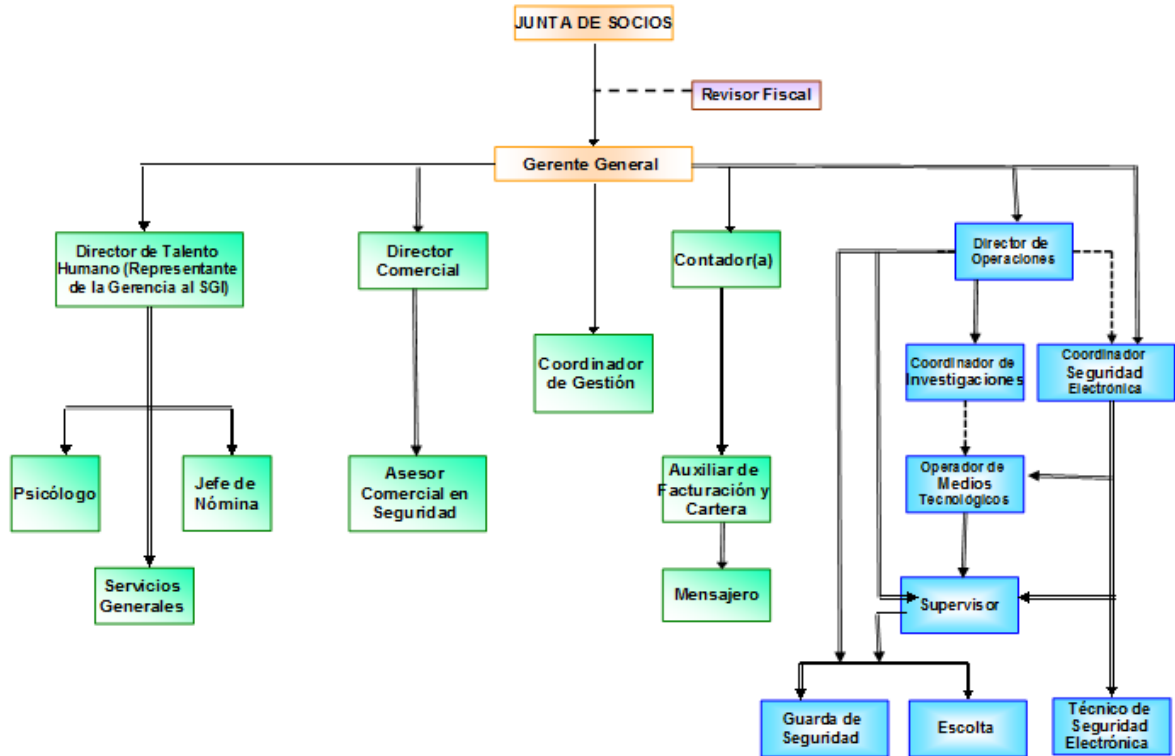 JUNTA DE SOCIOS
Revisor Fiscal
Gerente General
Director de Talento
Humano (Representante
de la Gerencia al SGI)
Director
Comercial
Contador(a)
Director de
Operaciones
Coordinador
de Gestión
Coordinador de
Investigaciones
Coordinador
Seguridad
Electrónica
Psicólogo
Jefe de
Nómina
Asesor
Comercial en
Seguridad
Auxiliar de
Facturación y
Cartera
Operador de
Medios
Tecnológicos
Servicios
Generales
Mensajero
Supervisor
Guarda de
Seguridad
Escolta
Técnico de
Seguridad
Electrónica